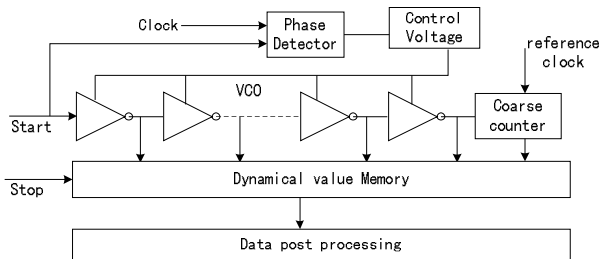 Clock
Phase
Detector
Control
Voltage
reference
clock
VCO
Start
Coarse
counter
Stop
Dynamical value Memory
Data post processing